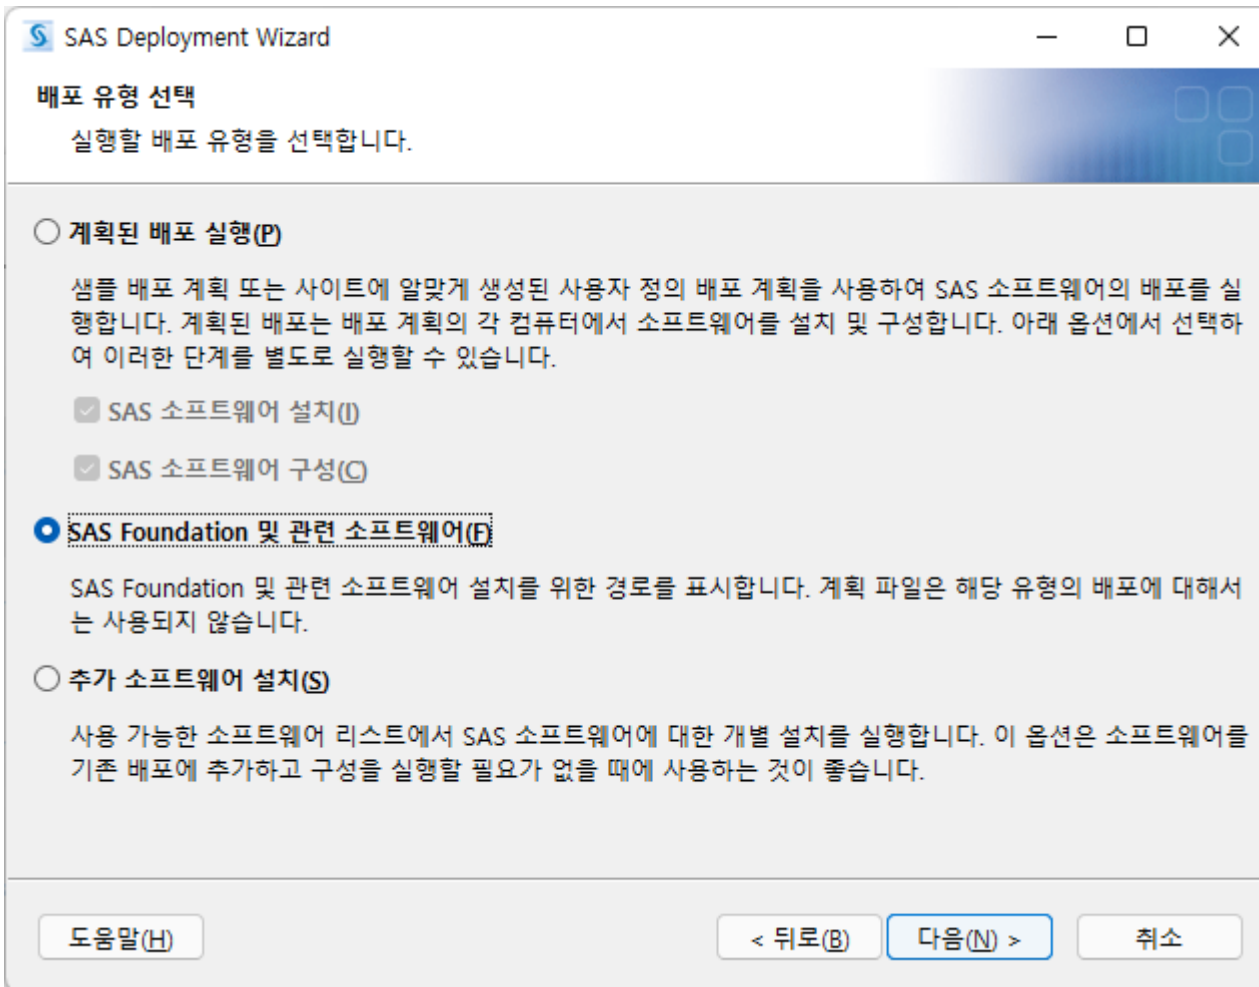 SAS Deployment Wizard
배포 유형 선택
실행할 배포 유형을 선택합니다.
계획된 배포 실행(P)
샘플 배포 계획 또는 사이트에 알맞게 생성된 사용자 정의 배포 계획을 사용하여 SAS 소프트웨어의 배포를 실
행합니다. 계획된 배포는 배포 계획의 각 컴퓨터에서 소프트웨어를 설치 및 구성합니다. 아래 옵션에서 선택하
여 이러한 단계를 별도로 실행할 수 있습니다.
SAS 소프트웨어 설치(I)
SAS 소프트웨어 구성(C)
SAS Foundation 및 관련 소프트웨어(F)
SAS Foundation 및 관련 소프트웨어 설치를 위한 경로를 표시합니다. 계획 파일은 해당 유형의 배포에 대해서
는 사용되지 않습니다.
추가 소프트웨어 설치(S)
사용 가능한 소프트웨어 리스트에서 SAS 소프트웨어에 대한 개별 설치를 실행합니다. 이 옵션은 소프트웨어를
기존 배포에 추가하고 구성을 실행할 필요가 없을 때에 사용하는 것이 좋습니다.
도움말(H)
< 뒤로(B)
다음(N) >
취소